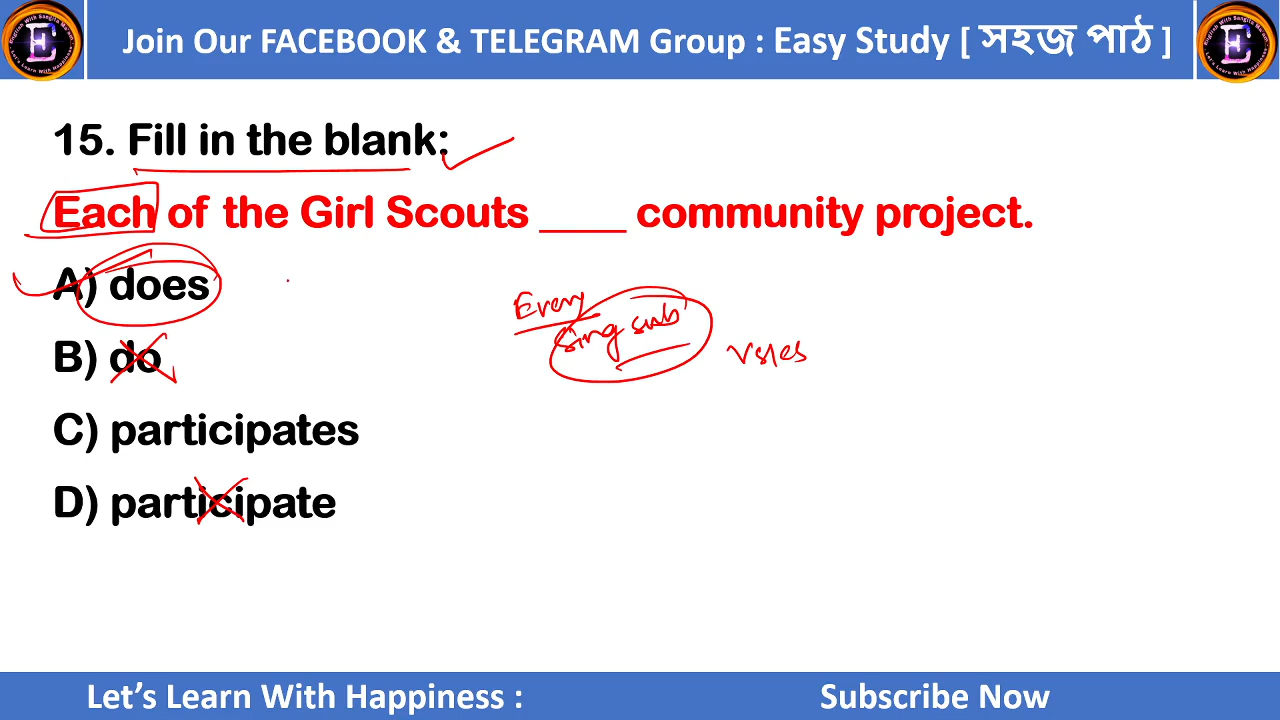 Join Our FACEBOOK & TELEGRAM Group : Easy Study [ সহজ পাঠ ]
15. Fill in the blank:
Each of the Girl Scouts ____ community project.
A) does
B) do
C) participates
D) participate
Every
Sing sub
V s/es
Let's Learn With Happiness :
Subscribe Now